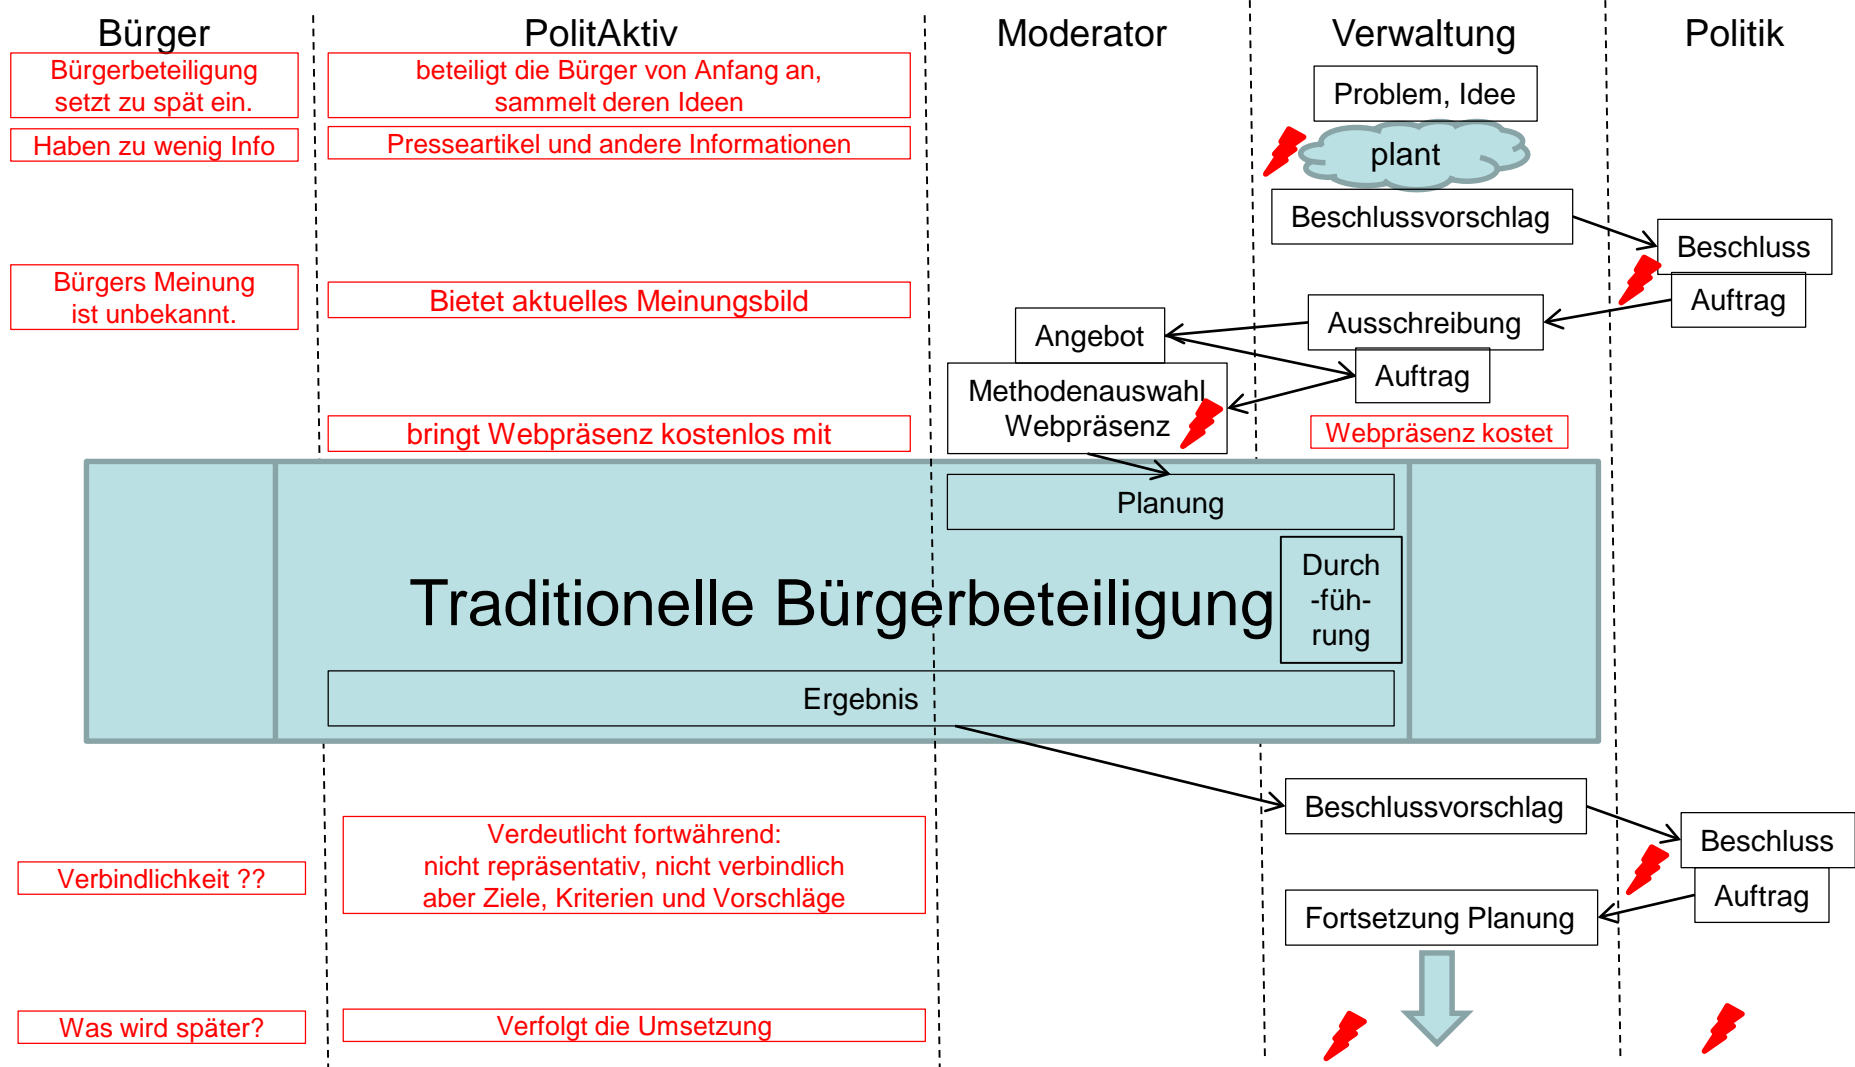 Bürger
PolitAktiv
Moderator
Verwaltung
Politik
Bürgerbeteiligung
setzt zu spät ein.
beteiligt die Bürger von Anfang an,
sammelt deren Ideen
Problem, Idee
Haben zu wenig Info
Presseartikel und andere Informationen
plant
Beschlussvorschlag
Beschluss
Bürgers Meinung
ist unbekannt.
Bietet aktuelles Meinungsbild
Auftrag
Ausschreibung
Angebot
Auftrag
Methodenauswahl
Webpräsenz
bringt Webpräsenz kostenlos mit
Webpräsenz kostet
Planung
Traditionelle Bürgerbeteiligung
Durch
-füh-
rung
Ergebnis
Beschlussvorschlag
Beschluss
Verbindlichkeit ??
Verdeutlicht fortwährend:
nicht repräsentativ, nicht verbindlich
aber Ziele, Kriterien und Vorschläge
Auftrag
Fortsetzung Planung
Was wird später?
Verfolgt die Umsetzung